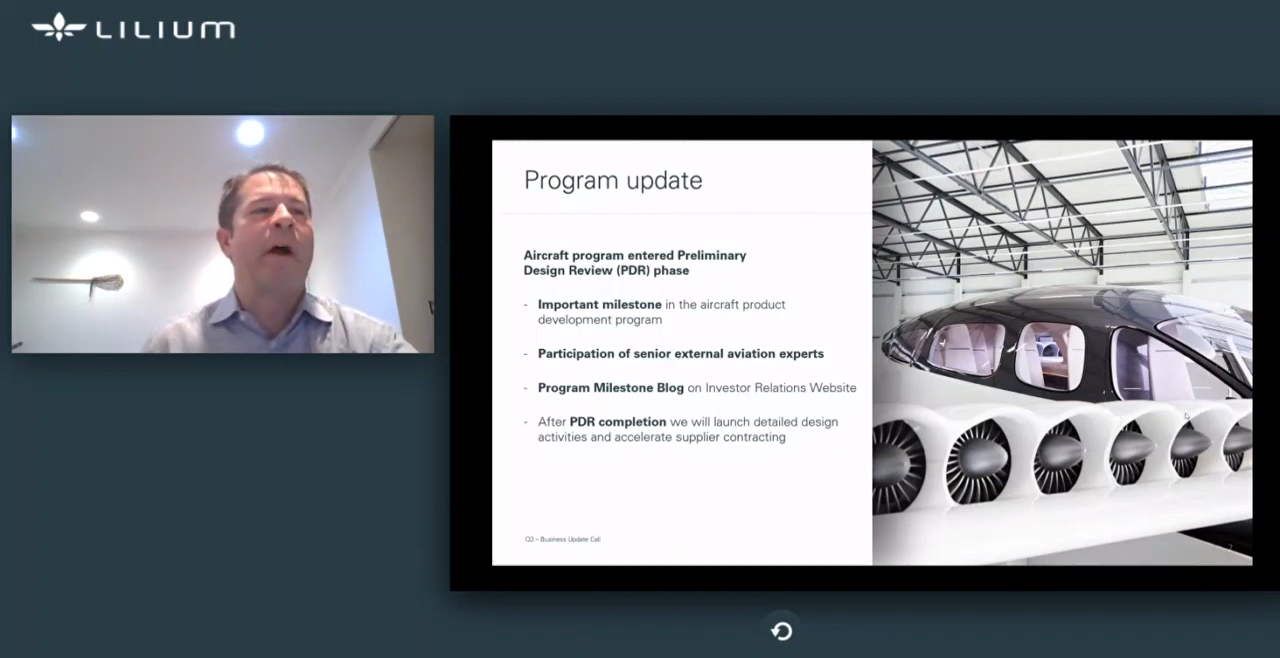 LILIUM
Program update
Aircraft program entered Preliminary
Design Review (PDR) phase
- Important milestone in the aircraft product
development program
- Participation of senior external aviation experts
- Program Milestone Blog on Investor Relations Website
- After PDR completion we will launch detailed design
activities and accelerate supplier contracting
Q3 – Business Update Call
7